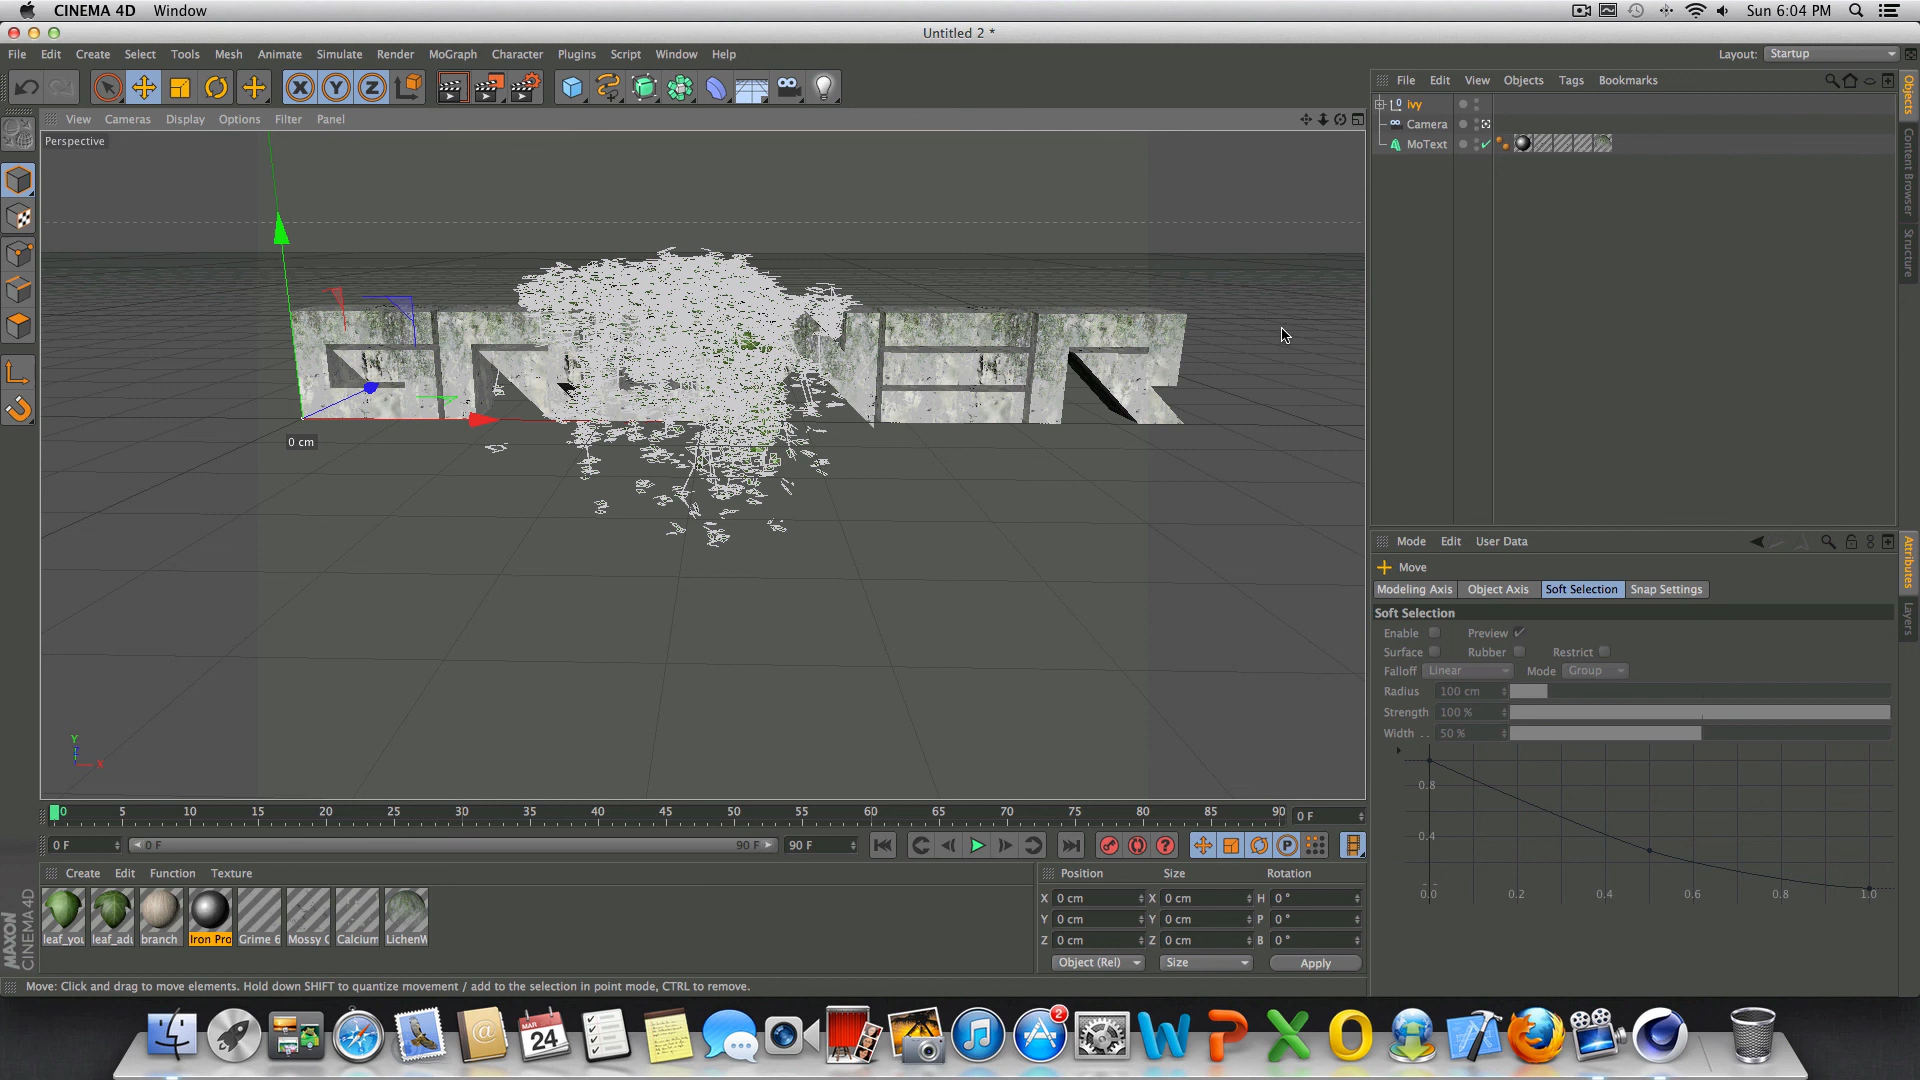 CINEMA 4D Window Sun 6:04 PM
Untitled 2 *
File Edit Create Select Tools Mesh Animate Simulate Render MoGraph Character Plugins Script Window Help Layout: Startup
X Y Z
File Edit View Objects Tags Bookmarks
Objects
Content Browser
Structure
ivy
Camera
MoText
View Cameras Display Options Filter Panel
Perspective
0 cm
Y
X
Mode Edit User Data
Attributes
Layers
Move
Modeling Axis Object Axis Soft Selection Snap Settings
Soft Selection
Enable Preview
Surface Rubber Restrict
Falloff Linear Mode Group
Radius 100 cm
Strength 100 %
Width . . 50 %
0.8
0.4
0.0 0.2 0.4 0.6 0.8 1.0
0 5 10 15 20 25 30 35 40 45 50 55 60 65 70 75 80 85 90 0 F
0 F 0 F 90 F 90 F P
Create Edit Function Texture
leaf_you leaf_adu branch Iron Pro Grime 6 Mossy C Calcium LichenW
MAXON
CINEMA 4D
Position Size Rotation
X 0 cm X 0 cm H 0 °
Y 0 cm Y 0 cm P 0 °
Z 0 cm Z 0 cm B 0 °
Object (Rel) Size Apply
Move: Click and drag to move elements. Hold down SHIFT to quantize movement / add to the selection in point mode, CTRL to remove.
MAR
24
2